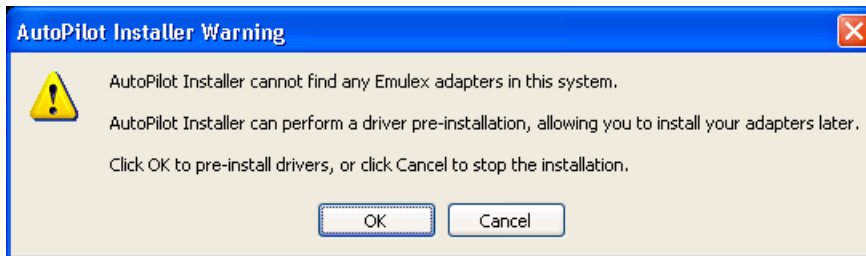 AutoPilot Installer Warning
AutoPilot Installer cannot find any Emulex adapters in this system.
AutoPilot Installer can perform a driver pre-installation, allowing you to install your adapters later.
Click OK to pre-install drivers, or click Cancel to stop the installation.
OK Cancel